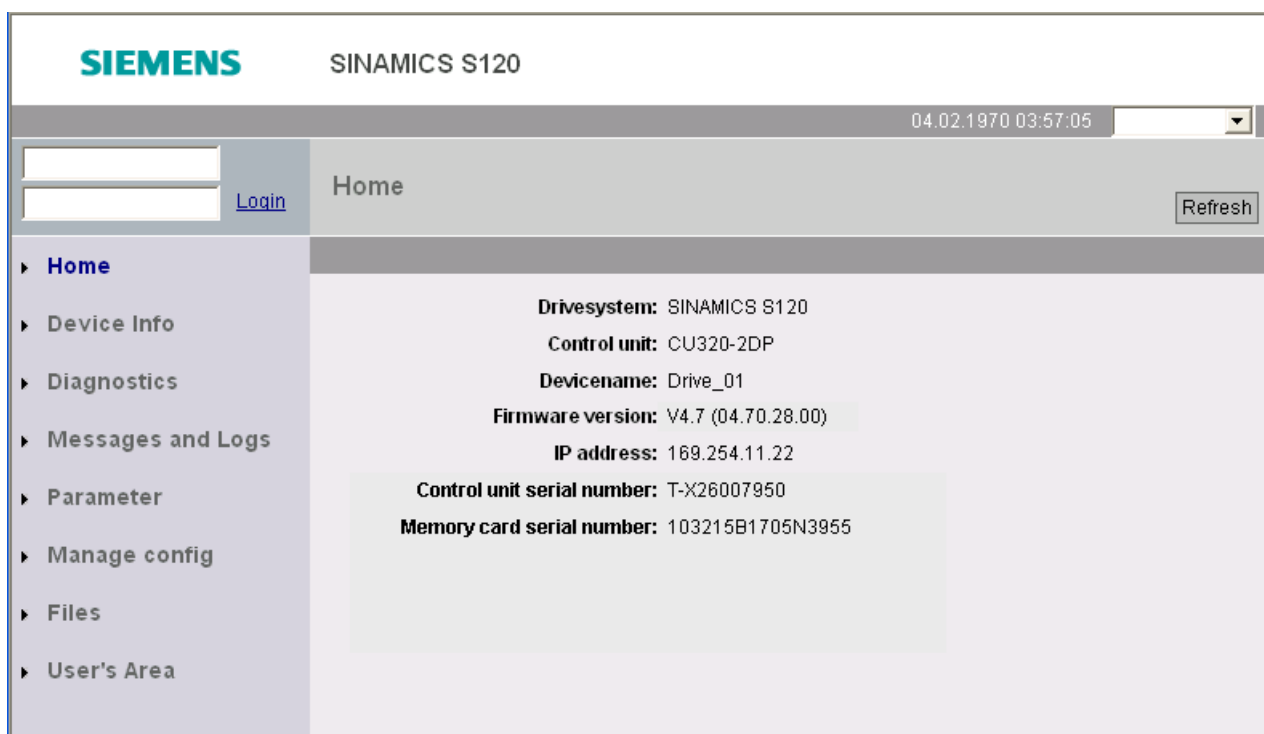 SIEMENS SINAMICS S120
04.02.1970 03:57:05
Login
Home
Refresh
Home
Device Info
Diagnostics
Messages and Logs
Parameter
Manage config
Files
User's Area
Drivesystem: SINAMICS S120
Control unit: CU320-2DP
Devicename: Drive_01
Firmware version: V4.7 (04.70.28.00)
IP address: 169.254.11.22
Control unit serial number: T-X26007950
Memory card serial number: 103215B1705N3955